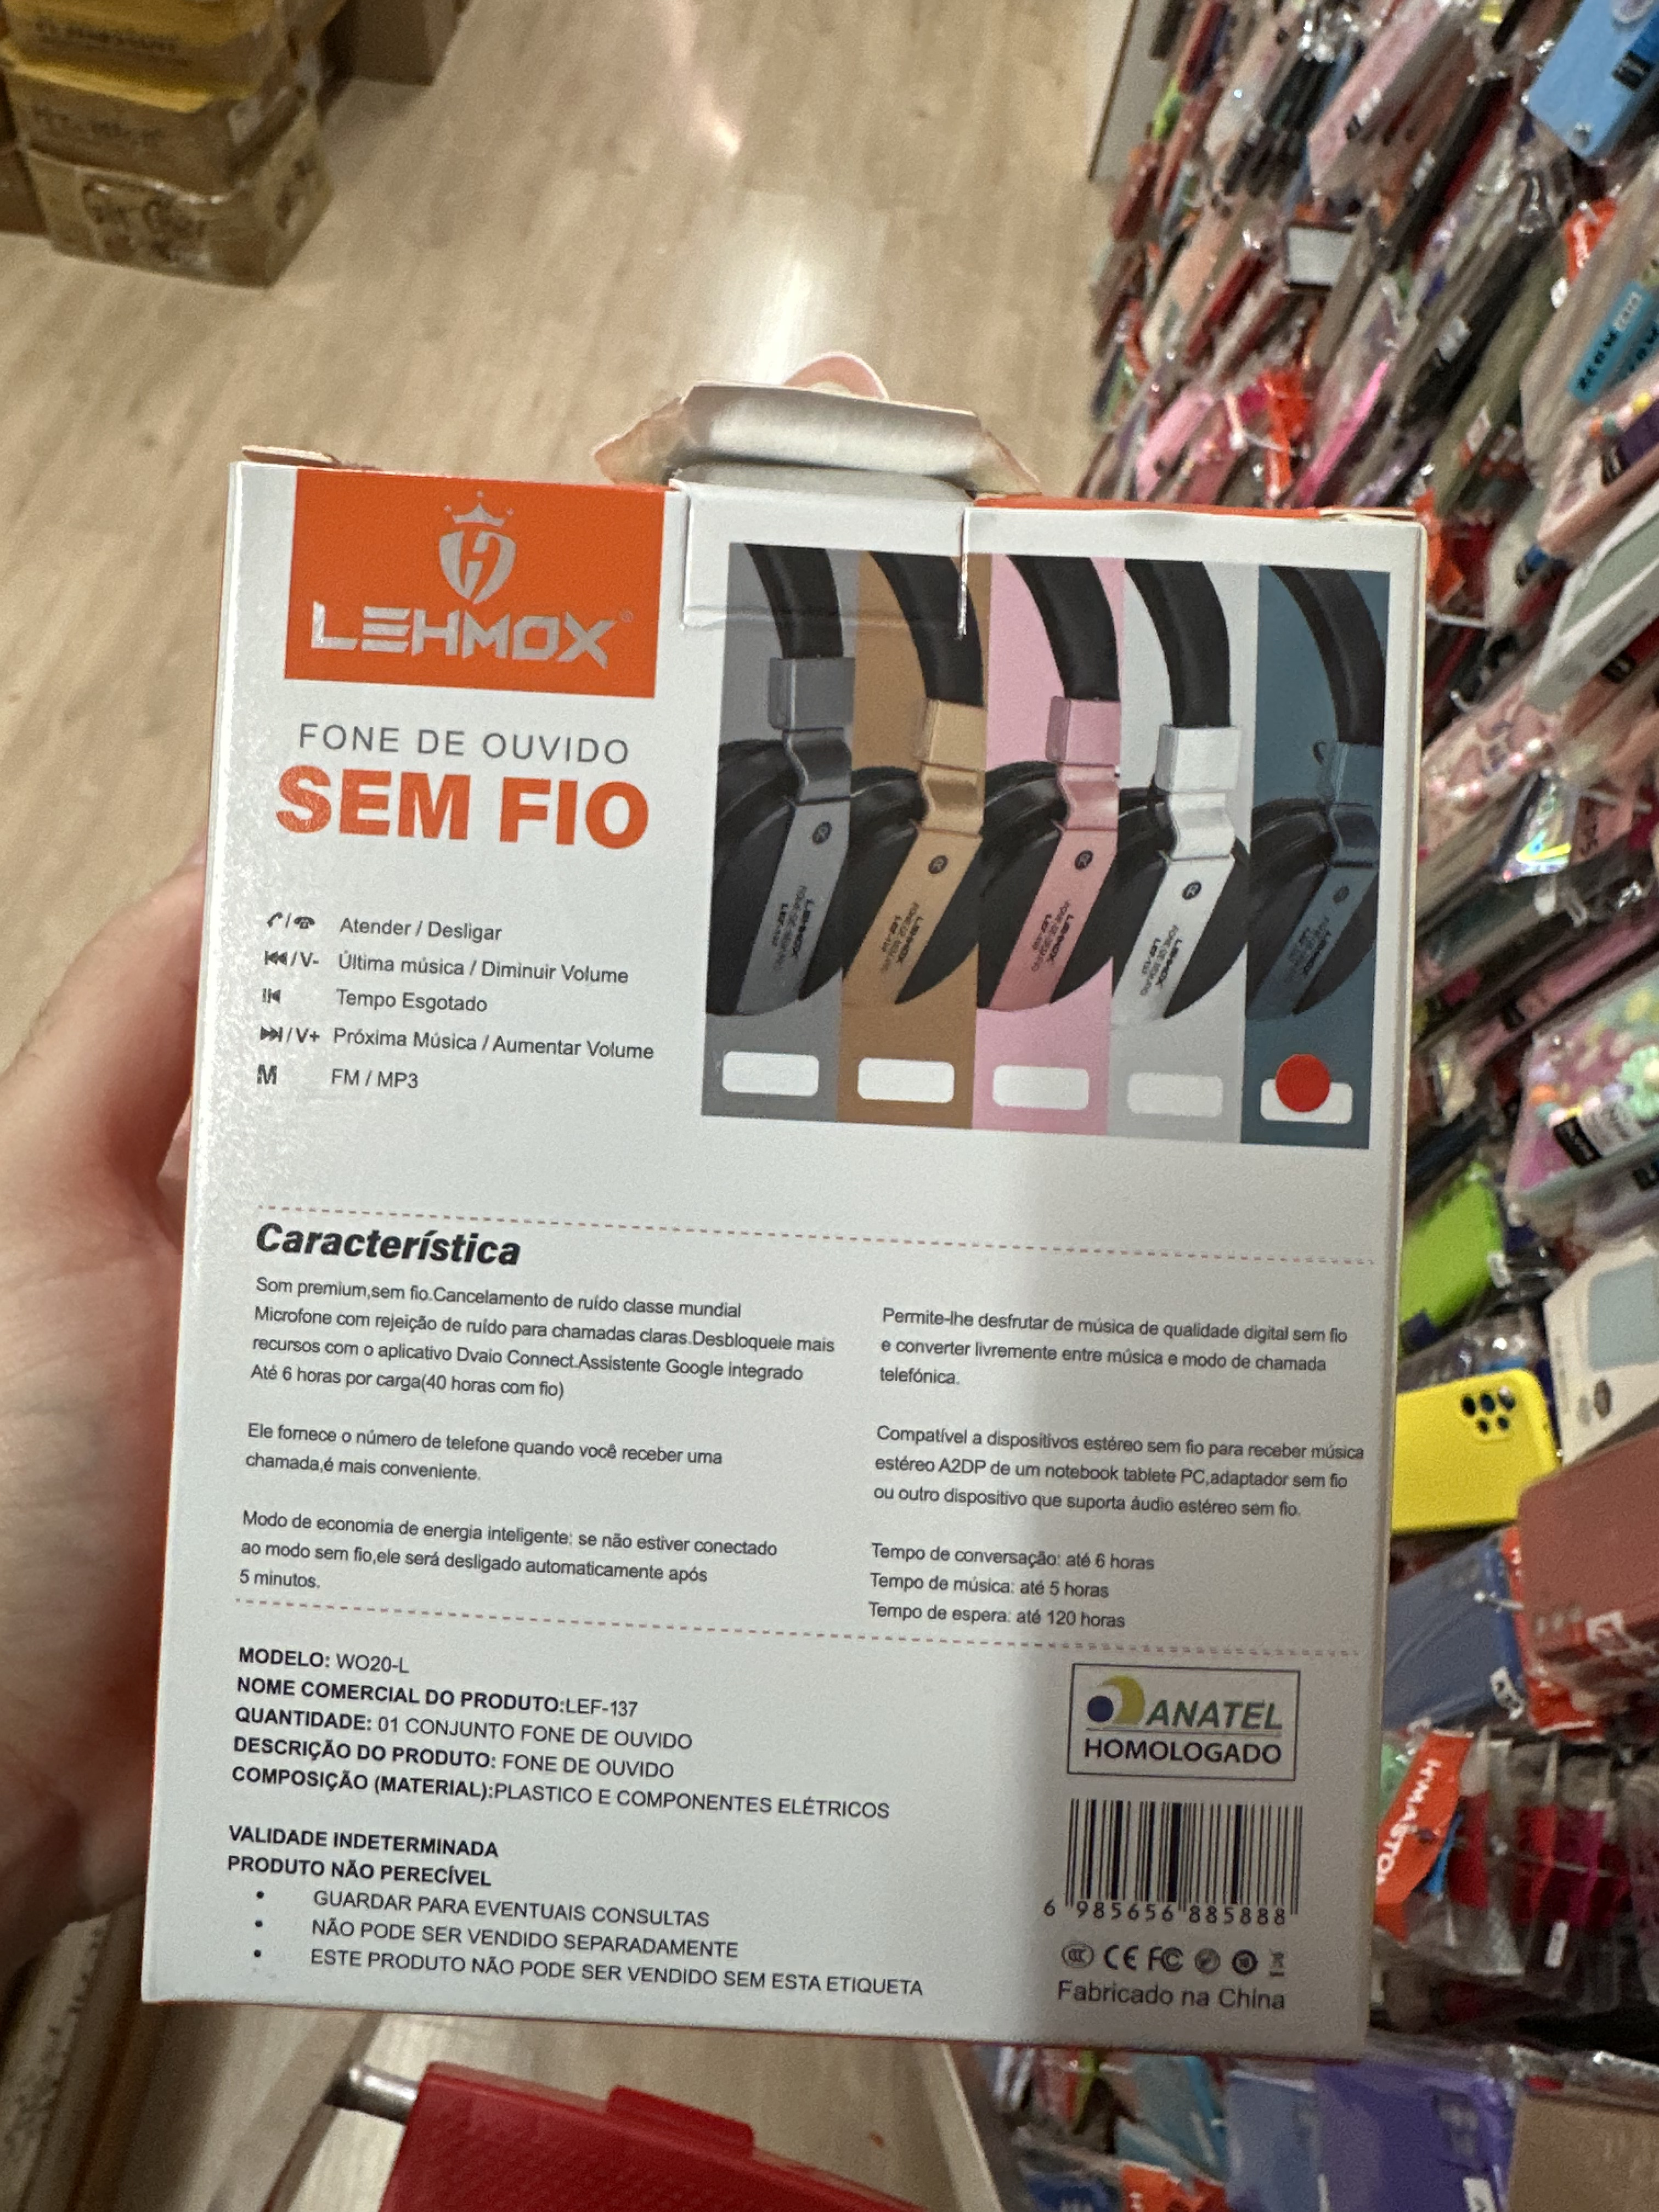 LEHMOX®
FONE DE OUVIDO
SEM FIO
Atender / Desligar
/V- Última música / Diminuir Volume
Tempo Esgotado
/V+ Próxima Música / Aumentar Volume
M FM / MP3
Característica
Som premium,sem fio.Cancelamento de ruído classe mundial
Microfone com rejeição de ruído para chamadas claras.Desbloqueie mais
recursos com o aplicativo Dvaio Connect.Assistente Google integrado
Até 6 horas por carga(40 horas com fio)
Ele fornece o número de telefone quando você receber uma
chamada,é mais conveniente.
Modo de economia de energia inteligente: se não estiver conectado
ao modo sem fio,ele será desligado automaticamente após
5 minutos.
Permite-lhe desfrutar de música de qualidade digital sem fio
e converter livremente entre música e modo de chamada
telefónica.
Compatível a dispositivos estéreo sem fio para receber música
estéreo A2DP de um notebook tablete PC,adaptador sem fio
ou outro dispositivo que suporta áudio estéreo sem fio.
Tempo de conversação: até 6 horas
Tempo de música: até 5 horas
Tempo de espera: até 120 horas
MODELO: WO20-L
NOME COMERCIAL DO PRODUTO:LEF-137
QUANTIDADE: 01 CONJUNTO FONE DE OUVIDO
DESCRIÇÃO DO PRODUTO: FONE DE OUVIDO
COMPOSIÇÃO (MATERIAL):PLASTICO E COMPONENTES ELÉTRICOS
VALIDADE INDETERMINADA
PRODUTO NÃO PERECÍVEL
• GUARDAR PARA EVENTUAIS CONSULTAS
• NÃO PODE SER VENDIDO SEPARADAMENTE
• ESTE PRODUTO NÃO PODE SER VENDIDO SEM ESTA ETIQUETA
ANATEL
HOMOLOGADO
6 985656 885888
CCC CE FC
Fabricado na China